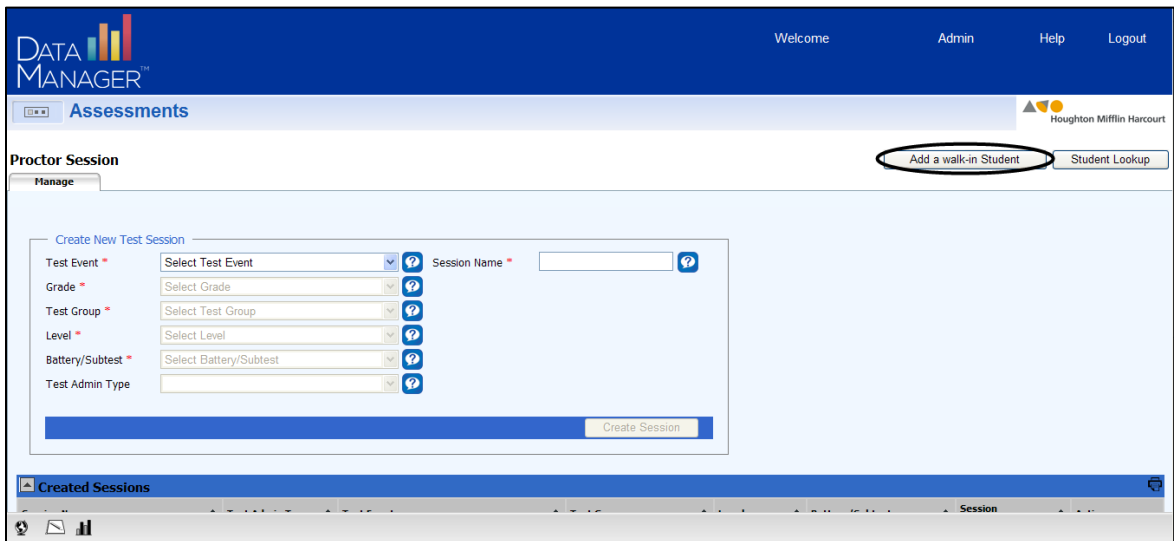 DATA
MANAGER™
Welcome Admin Help Logout
Assessments
Houghton Mifflin Harcourt
Proctor Session
Add a walk-in Student Student Lookup
Manage
Create New Test Session
Test Event * Select Test Event ? Session Name * ?
Grade * Select Grade ?
Test Group * Select Test Group ?
Level * Select Level ?
Battery/Subtest * Select Battery/Subtest ?
Test Admin Type ?
Create Session
Created Sessions
Session